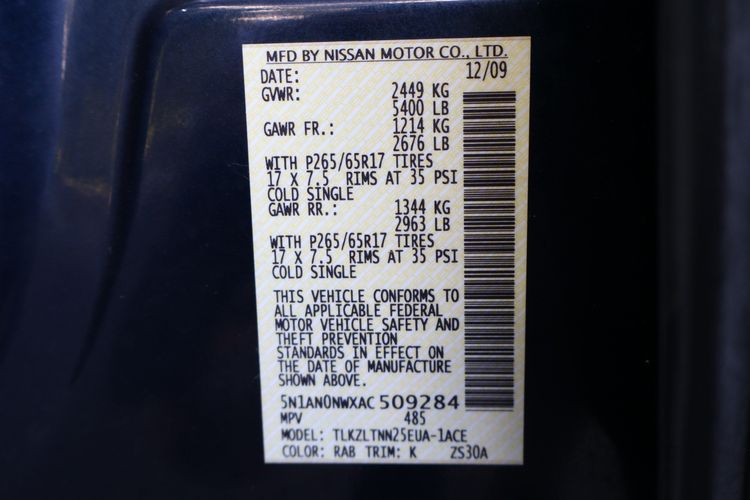 MFD BY NISSAN MOTOR CO., LTD.
DATE: 12/09
GVWR: 2449 KG
5400 LB
GAWR FR.: 1214 KG
2676 LB
WITH P265/65R17 TIRES
17 X 7.5 RIMS AT 35 PSI
COLD SINGLE
GAWR RR.: 1344 KG
2963 LB
WITH P265/65R17 TIRES
17 X 7.5 RIMS AT 35 PSI
COLD SINGLE
THIS VEHICLE CONFORMS TO
ALL APPLICABLE FEDERAL
MOTOR VEHICLE SAFETY AND
THEFT PREVENTION
STANDARDS IN EFFECT ON
THE DATE OF MANUFACTURE
SHOWN ABOVE.
5N1AN0NWXAC 509284
MPV 485
MODEL: TLKZLTNN25EUA-1ACE
COLOR: RAB TRIM: K ZS30A